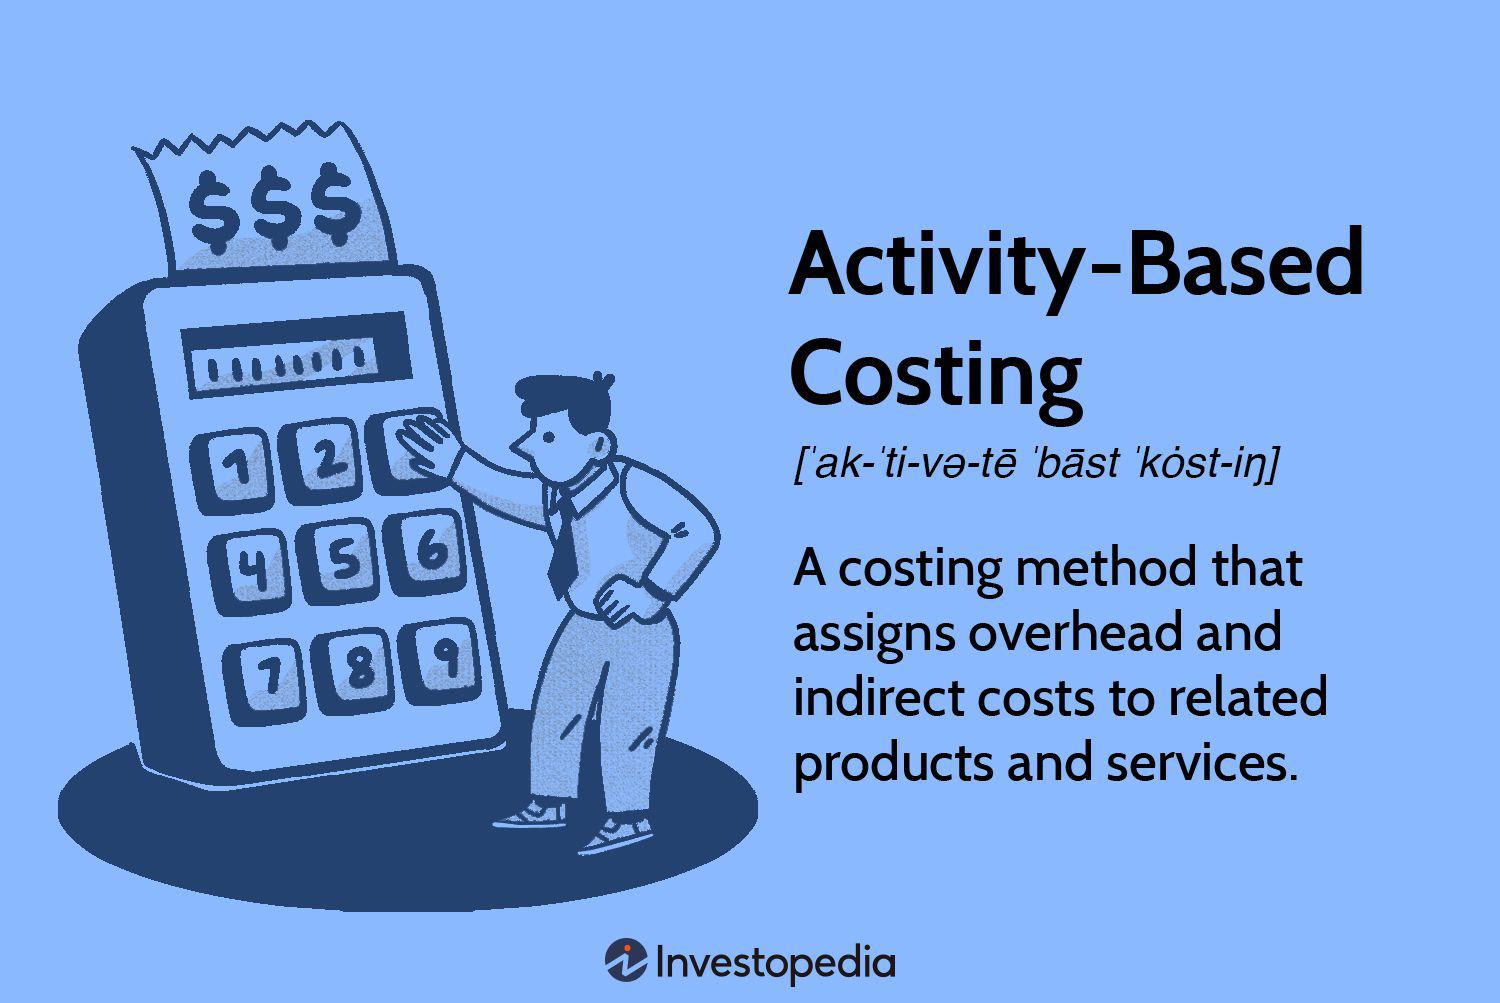 $$$
1 2
4 5 6
7 8 9
Activity-Based
Costing
[ˈak-ˈti-və-tē ˈbāst ˈkȯst-iŋ]
A costing method that
assigns overhead and
indirect costs to related
products and services.
Investopedia